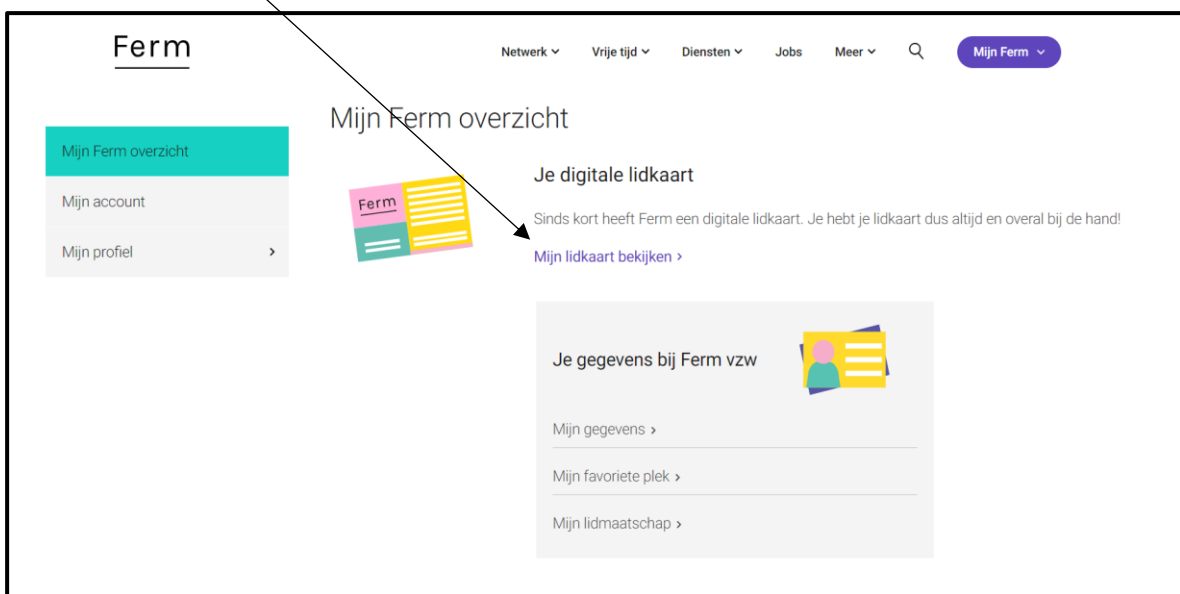 Ferm
Netwerk Vrije tijd Diensten Jobs Meer Mijn Ferm
Mijn Ferm overzicht
Mijn Ferm overzicht
Mijn account
Mijn profiel
Ferm
Je digitale lidkaart
Sinds kort heeft Ferm een digitale lidkaart. Je hebt je lidkaart dus altijd en overal bij de hand!
Mijn lidkaart bekijken
Je gegevens bij Ferm vzw
Mijn gegevens
Mijn favoriete plek
Mijn lidmaatschap